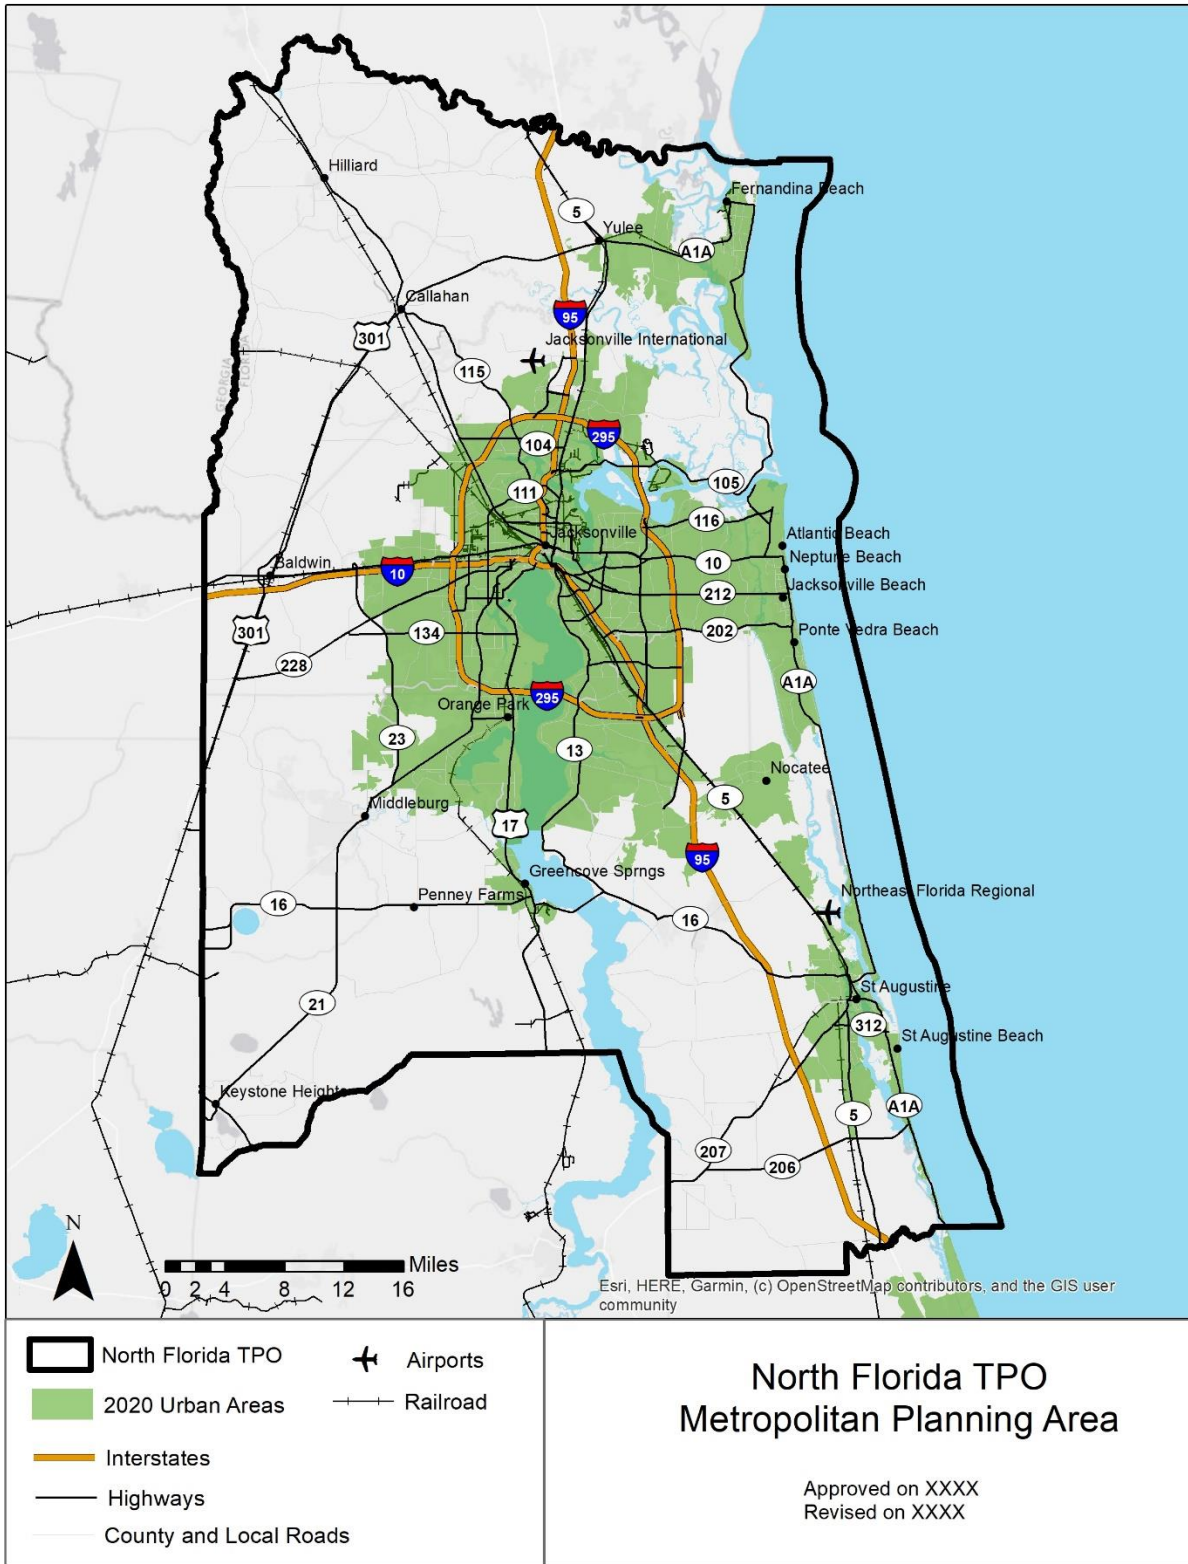 Hilliard
Fernandina Beach
5
Yulee
A1A
Callahan
95
301
Jacksonville International
GEORGIA
FLORIDA
115
295
104
105
111
116
Jacksonville
Atlantic Beach
Neptune Beach
10
Baldwin
10
Jacksonville Beach
212
301
134
202
Ponte Vedra Beach
228
A1A
295
Orange Park
23
13
Nocatee
5
Middleburg
17
95
Greencove Sprngs
Northeast Florida Regional
Penney Farms
16
16
St Augustine
21
312
St Augustine Beach
Keystone Heights
A1A
5
207
206
N
Miles
0 2 4 8 12 16
Esri, HERE, Garmin, (c) OpenStreetMap contributors, and the GIS user
community
North Florida TPO
Airports
2020 Urban Areas
Railroad
Interstates
Highways
County and Local Roads
North Florida TPO
Metropolitan Planning Area
Approved on XXXX
Revised on XXXX